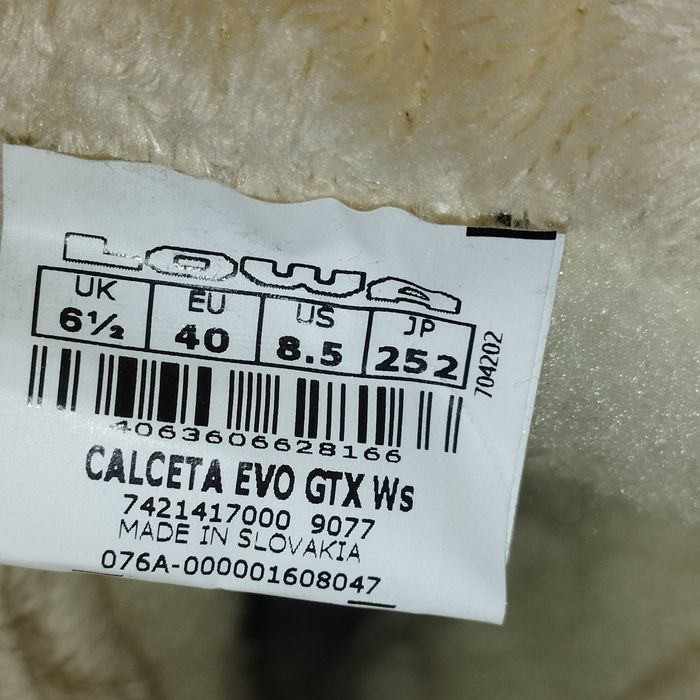 LOWA
UK EU US JP
6½ 40 8.5 252
704202
4063606628166
CALCETA EVO GTX Ws
7421417000 9077
MADE IN SLOVAKIA
076A-000001608047